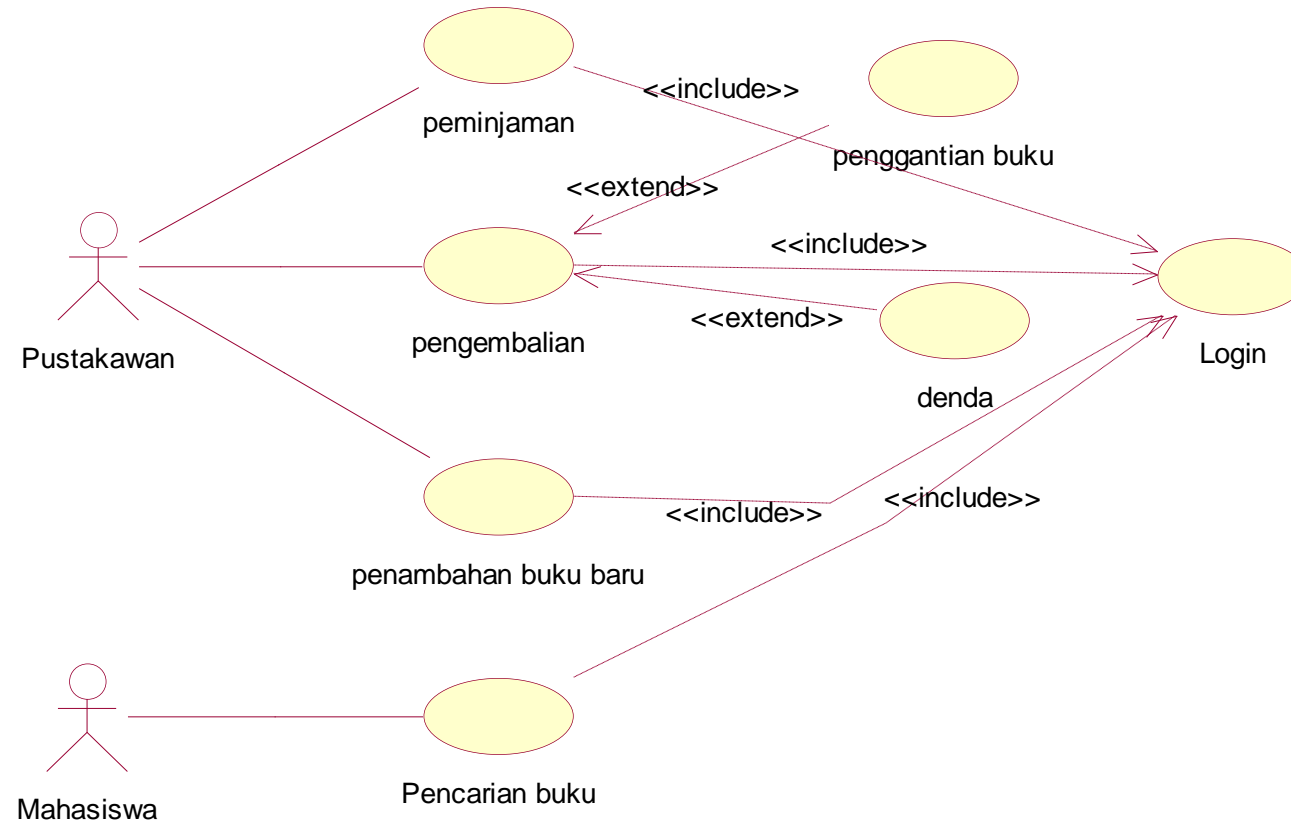 <<include>>
peminjaman
penggantian buku
<<extend>>
<<include>>
<<extend>>
pengembalian
Pustakawan
Login
denda
<<include>>
<<include>>
penambahan buku baru
Pencarian buku
Mahasiswa